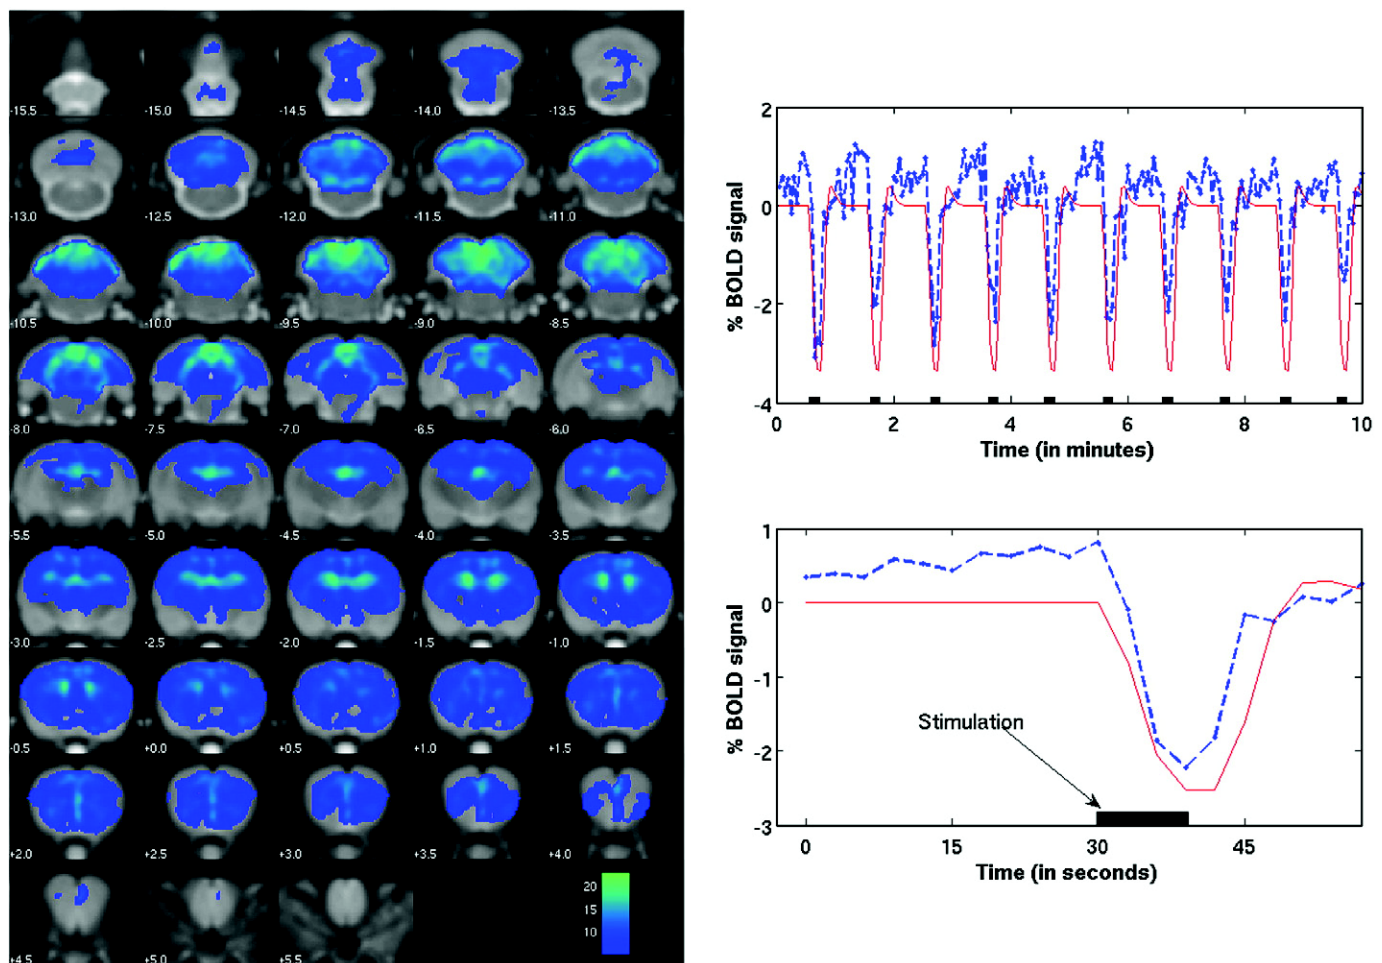 -15.5 -15.0 -14.5 -14.0 -13.5
-13.0 -12.5 -12.0 -11.5 -11.0
-10.5 -10.0 -9.5 -9.0 -8.5
-8.0 -7.5 -7.0 -6.5 -6.0
-5.5 -5.0 -4.5 -4.0 -3.5
-3.0 -2.5 -2.0 -1.5 -1.0
-0.5 +0.0 +0.5 +1.0 +1.5
+2.0 +2.5 +3.0 +3.5 +4.0
+4.5 +5.0 +5.5
20
15
10
% BOLD signal
2
0
-2
-4
0 2 4 6 8 10
Time (in minutes)
% BOLD signal
1
0
-1
-2
-3
Stimulation
0 15 30 45
Time (in seconds)